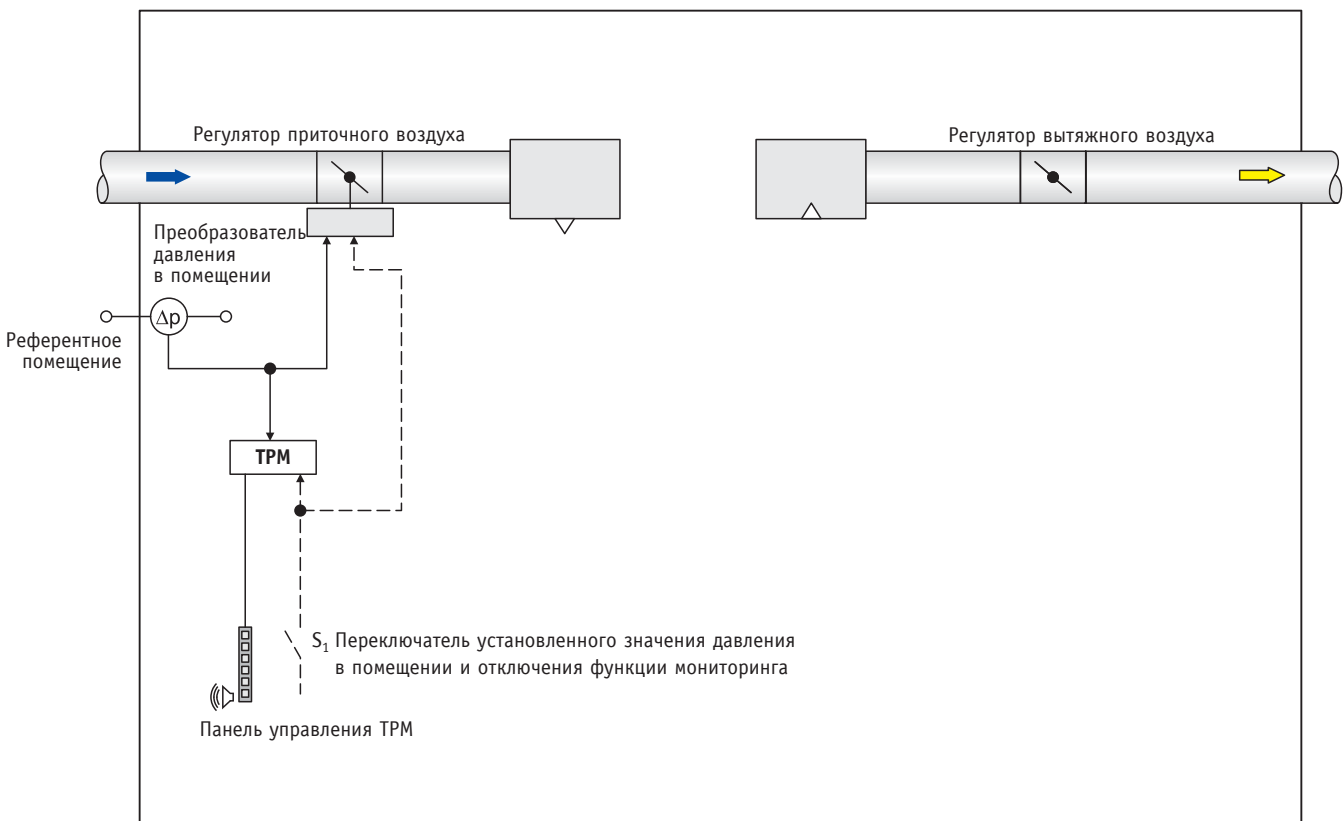 Регулятор приточного воздуха
Регулятор вытяжного воздуха
Преобразователь
давления
в помещении
Δp
Референтное
помещение
TPM
S₁ Переключатель установленного значения давления
в помещении и отключения функции мониторинга
Панель управления TPM